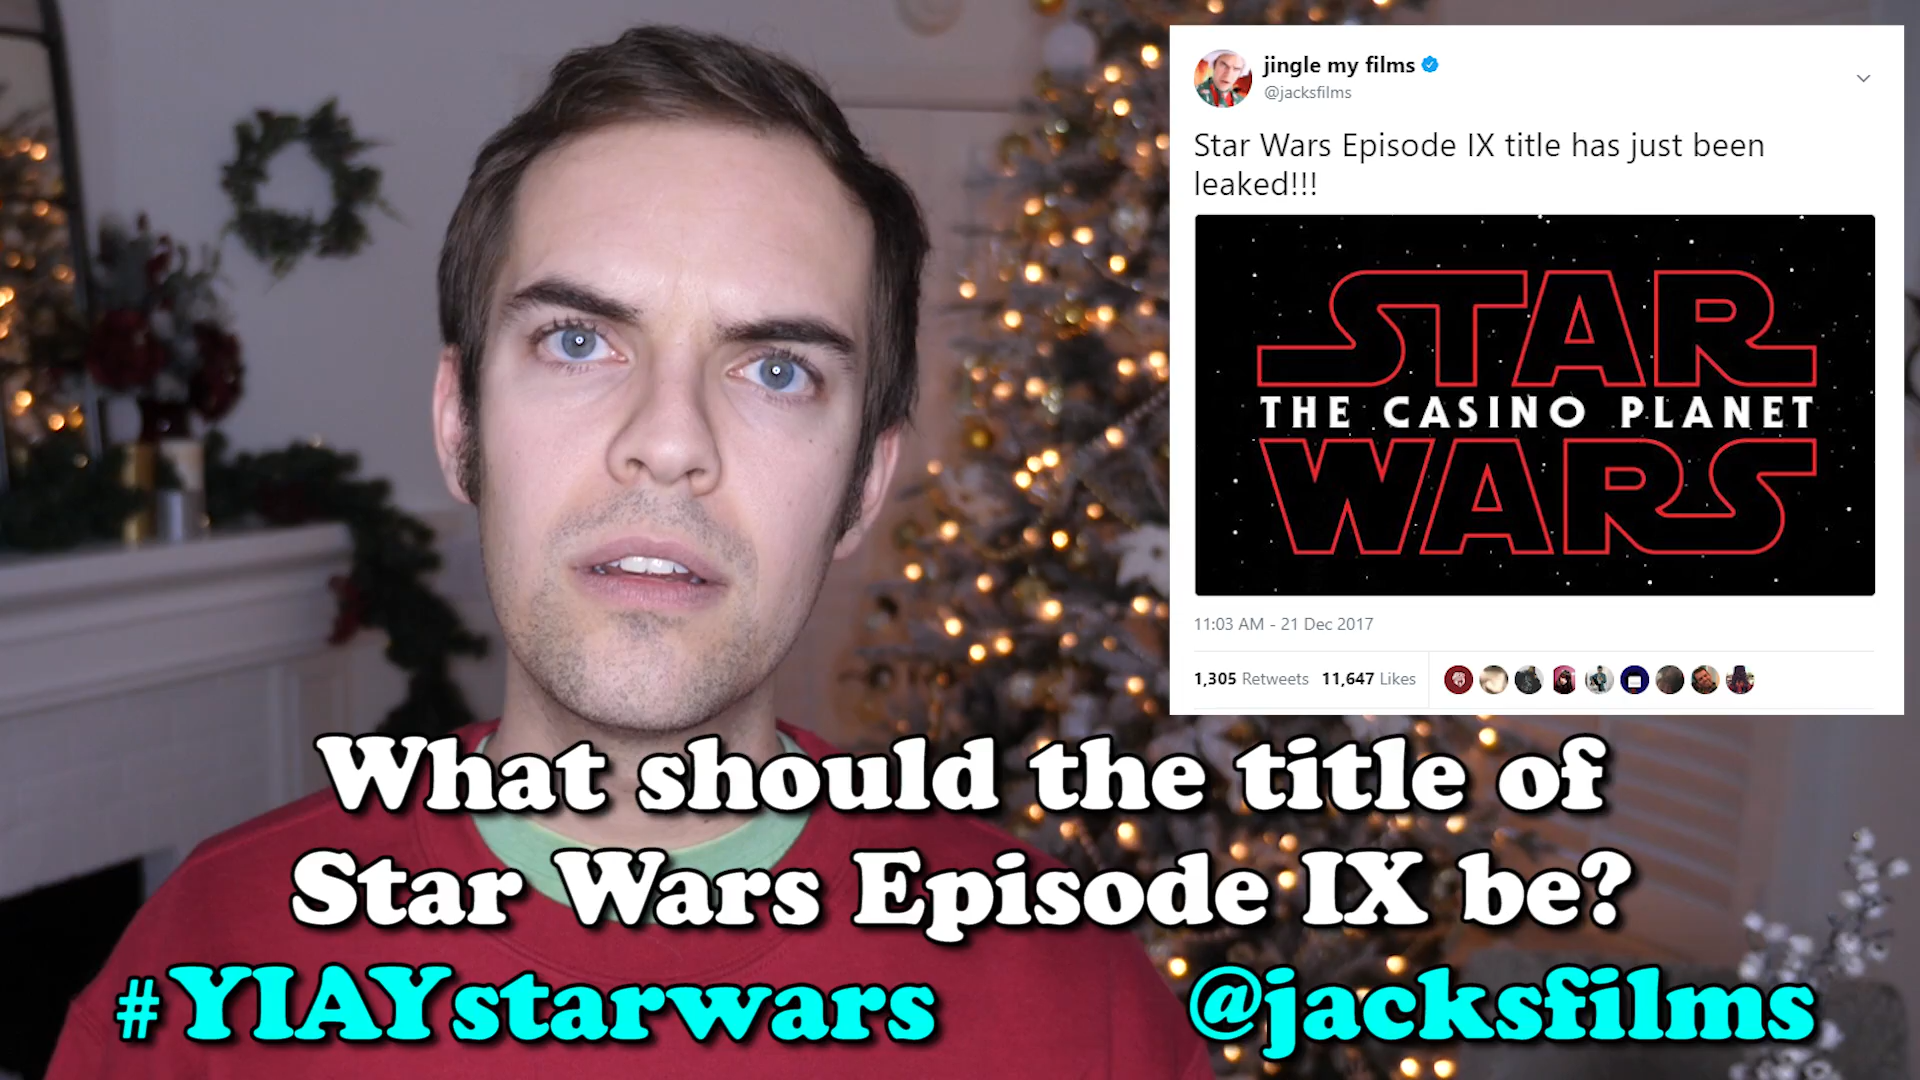 jingle my films
@jacksfilms
Star Wars Episode IX title has just been
leaked!!!
STAR
THE CASINO PLANET
WARS
11:03 AM - 21 Dec 2017
1,305 Retweets 11,647 Likes
What should the title of
Star Wars Episode IX be?
#YIAYstarwars @jacksfilms